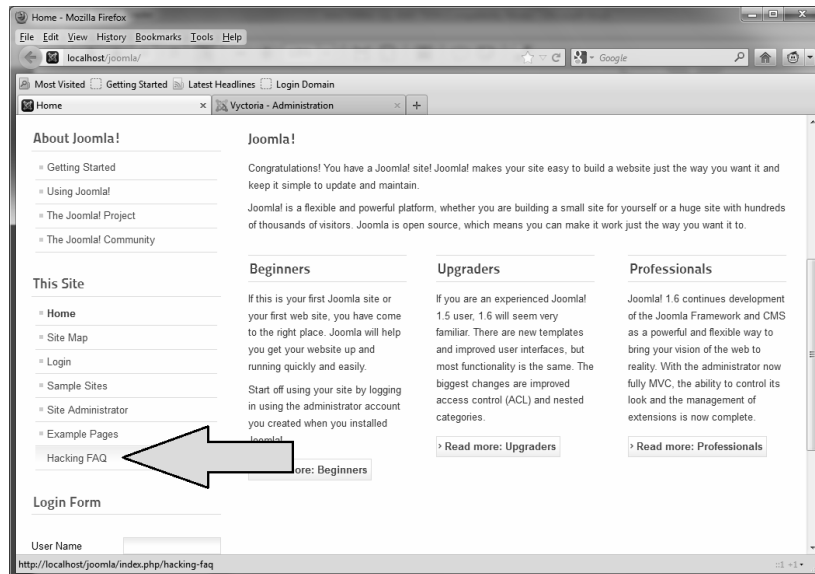 Home - Mozilla Firefox
File Edit View History Bookmarks Tools Help
localhost/joomla/
Google
Most Visited Getting Started Latest Headlines Login Domain
Home × Vyctoria - Administration × +
About Joomla!
Getting Started
Using Joomla!
The Joomla! Project
The Joomla! Community
This Site
Home
Site Map
Login
Sample Sites
Site Administrator
Example Pages
Hacking FAQ
Login Form
User Name
Joomla!
Congratulations! You have a Joomla! site! Joomla! makes your site easy to build a website just the way you want it and
keep it simple to update and maintain.
Joomla! is a flexible and powerful platform, whether you are building a small site for yourself or a huge site with hundreds
of thousands of visitors. Joomla is open source, which means you can make it work just the way you want it to.
Beginners
If this is your first Joomla site or
your first web site, you have come
to the right place. Joomla will help
you get your website up and
running quickly and easily.
Start off using your site by logging
in using the administrator account
you created when you installed
Joomla!
ore: Beginners
Upgraders
If you are an experienced Joomla!
1.5 user, 1.6 will seem very
familiar. There are new templates
and improved user interfaces, but
most functionality is the same. The
biggest changes are improved
access control (ACL) and nested
categories.
Read more: Upgraders
Professionals
Joomla! 1.6 continues development
of the Joomla Framework and CMS
as a powerful and flexible way to
bring your vision of the web to
reality. With the administrator now
fully MVC, the ability to control its
look and the management of
extensions is now complete.
Read more: Professionals
http://localhost/joomla/index.php/hacking-faq
::1 +1